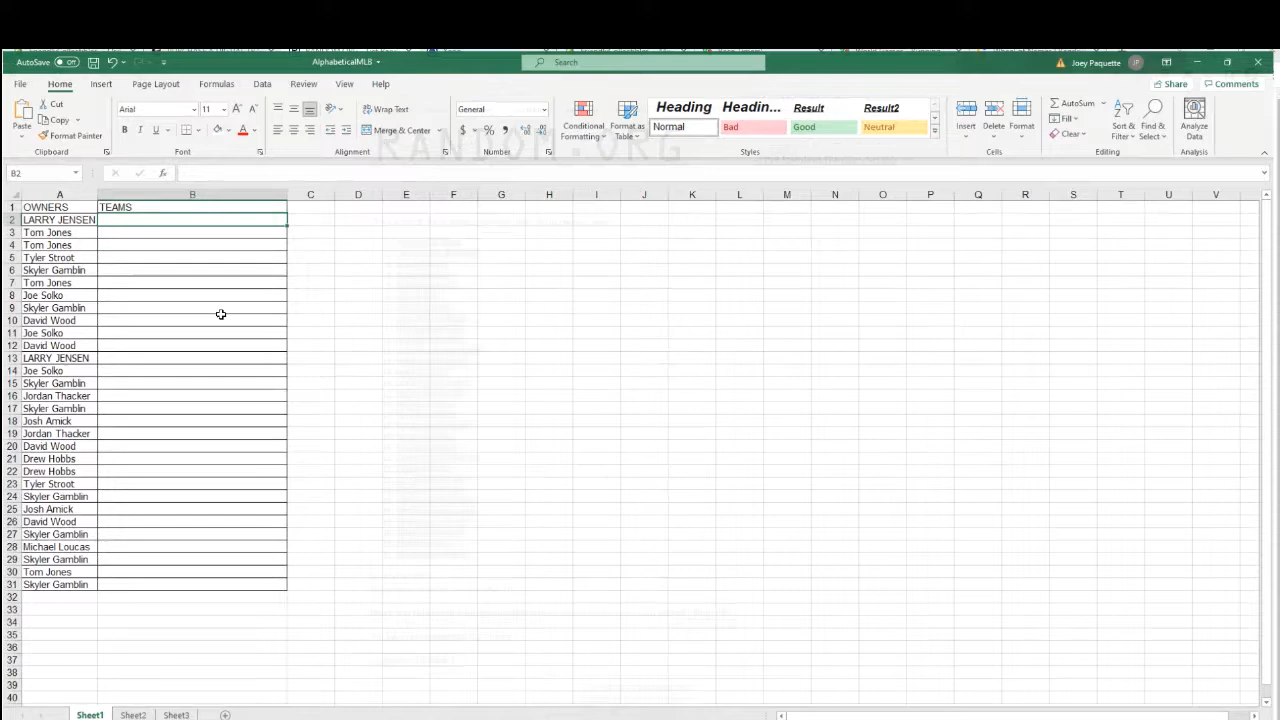 AutoSave Off
AlphabeticalMLB
Search
Joey Paquette JP
File Home Insert Page Layout Formulas Data Review View Help
Share Comments
Paste
Cut
Copy
Format Painter
Clipboard
Arial 11
B I U
Font
Wrap Text
Merge & Center
Alignment
General
$ % 9
Number
Conditional Formatting
Format as Table
Heading Headin... Result Result2
Normal Bad Good Neutral
Styles
Insert Delete Format
Cells
AutoSum
Fill
Clear
Sort & Filter
Find & Select
Editing
Analyze Data
Analysis
RANDOM.ORG
B2
fx
A B C D E F G H I J K L M N O P Q R S T U V
1 OWNERS TEAMS
2 LARRY JENSEN
3 Tom Jones
4 Tom Jones
5 Tyler Stroot
6 Skyler Gamblin
7 Tom Jones
8 Joe Solko
9 Skyler Gamblin
10 David Wood
11 Joe Solko
12 David Wood
13 LARRY JENSEN
14 Joe Solko
15 Skyler Gamblin
16 Jordan Thacker
17 Skyler Gamblin
18 Josh Amick
19 Jordan Thacker
20 David Wood
21 Drew Hobbs
22 Drew Hobbs
23 Tyler Stroot
24 Skyler Gamblin
25 Josh Amick
26 David Wood
27 Skyler Gamblin
28 Michael Loucas
29 Skyler Gamblin
30 Tom Jones
31 Skyler Gamblin
32
33
34
35
36
37
38
39
40
Sheet1 Sheet2 Sheet3